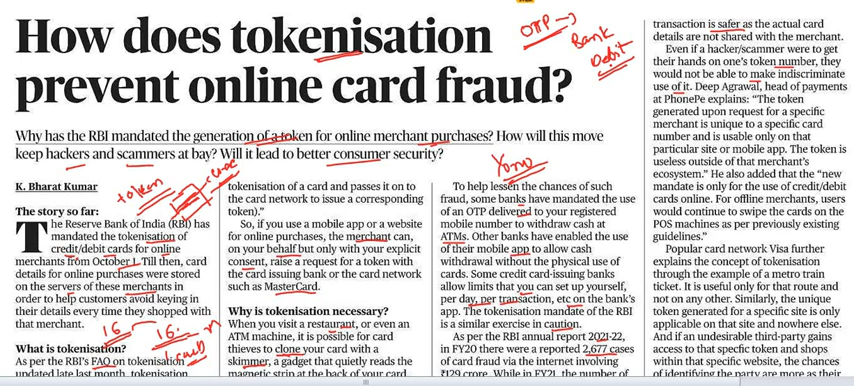 How does tokenisation
prevent online card fraud?
OTP →
Bank
Debit
Why has the RBI mandated the generation of a token for online merchant purchases? How will this move
keep hackers and scammers at bay? Will it lead to better consumer security?
K. Bharat Kumar
token
The story so far:
The Reserve Bank of India (RBI) has
mandated the tokenisation of
credit/debit cards for online
merchants from October 1. Till then, card
details for online purchases were stored
on the servers of these merchants in
order to help customers avoid keying in
their details every time they shopped with
that merchant.
16
16.
What is tokenisation?
As per the RBI's FAQ on tokenisation
updated late last month, tokenisation
tokenisation of a card and passes it on to
the card network to issue a corresponding
token)."
So, if you use a mobile app or a website
for online purchases, the merchant can,
on your behalf but only with your explicit
consent, raise a request for a token with
the card issuing bank or the card network
such as MasterCard.
Why is tokenisation necessary?
When you visit a restaurant, or even an
ATM machine, it is possible for card
thieves to clone your card with a
skimmer, a gadget that quietly reads the
magnetic strip at the back of your card
Yono
To help lessen the chances of such
fraud, some banks have mandated the use
of an OTP delivered to your registered
mobile number to withdraw cash at
ATMs. Other banks have enabled the use
of their mobile app to allow cash
withdrawal without the physical use of
cards. Some credit card-issuing banks
allow limits that you can set up yourself,
per day, per transaction, etc on the bank's
app. The tokenisation mandate of the RBI
is a similar exercise in caution.
As per the RBI annual report 2021-22,
in FY20 there were a reported 2,677 cases
of card fraud via the internet involving
₹129 crore. While in FY21, the number of
transaction is safer as the actual card
details are not shared with the merchant.
Even if a hacker/scammer were to get
their hands on one's token number, they
would not be able to make indiscriminate
use of it. Deep Agrawal, head of payments
at PhonePe explains: "The token
generated upon request for a specific
merchant is unique to a specific card
number and is usable only on that
particular site or mobile app. The token is
useless outside of that merchant's
ecosystem." He also added that the "new
mandate is only for the use of credit/debit
cards online. For offline merchants, users
would continue to swipe the cards on the
POS machines as per previously existing
guidelines."
Popular card network Visa further
explains the concept of tokenisation
through the example of a metro train
ticket. It is useful only for that route and
not on any other. Similarly, the unique
token generated for a specific site is only
applicable on that site and nowhere else.
And if an undesirable third-party gains
access to that specific token and shops
within that specific website, the chances
of identifying the party are more as their